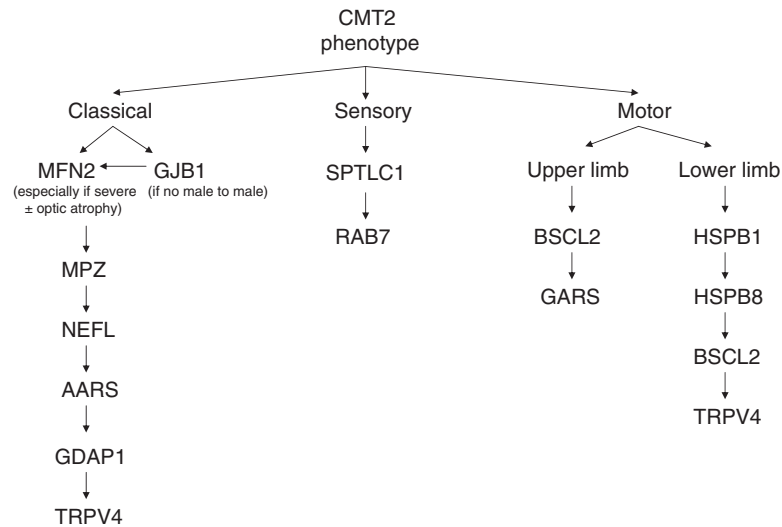 CMT2
phenotype
Classical Sensory Motor
MFN2 GJB1 SPTLC1 Upper limb Lower limb
(especially if severe (if no male to male)
± optic atrophy)
RAB7 BSCL2 HSPB1
MPZ
GARS HSPB8
NEFL
BSCL2
AARS
TRPV4
GDAP1
TRPV4